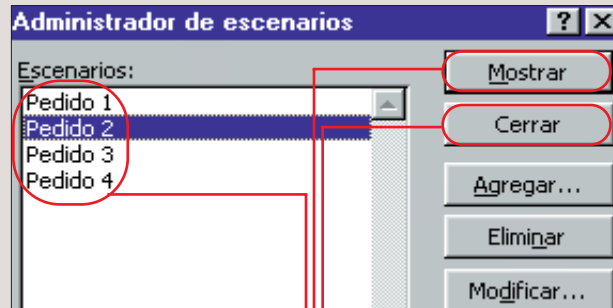 Administrador de escenarios
Escenarios:
Pedido 1
Pedido 2
Pedido 3
Pedido 4
Mostrar
Cerrar
Agregar...
Eliminar
Modificar...